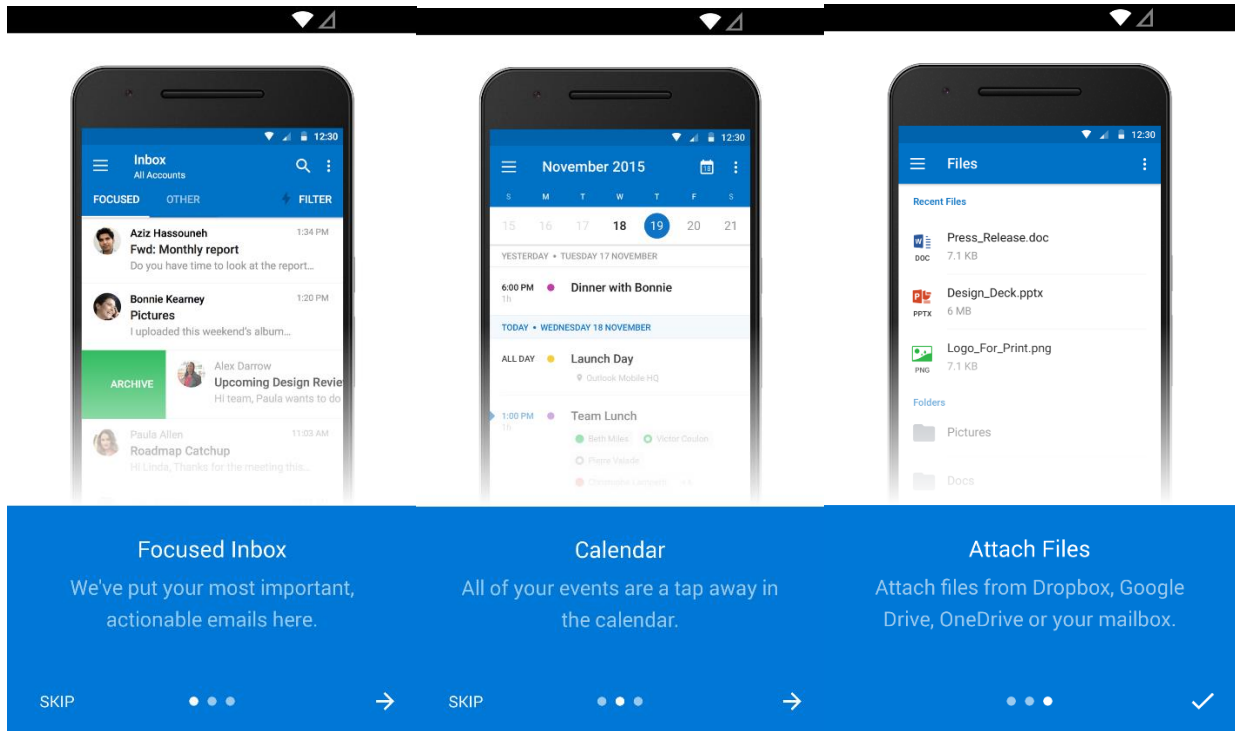 12:30
Inbox
All Accounts
FOCUSED OTHER FILTER
Aziz Hassouneh 1:34 PM
Fwd: Monthly report
Do you have time to look at the report...
Bonnie Kearney 1:20 PM
Pictures
I uploaded this weekend's album...
ARCHIVE
Alex Darrow
Upcoming Design Revie
Hi team, Paula wants to do
Paula Allen 11:03 AM
Roadmap Catchup
Hi Linda, Thanks for the meeting this...
Focused Inbox
We've put your most important,
actionable emails here.
SKIP
12:30
November 2015
S M T W T F S
15 16 17 18 19 20 21
YESTERDAY • TUESDAY 17 NOVEMBER
6:00 PM Dinner with Bonnie
1h
TODAY • WEDNESDAY 18 NOVEMBER
ALL DAY Launch Day
Outlook Mobile HQ
1:00 PM Team Lunch
1h
Beth Miles Victor Coulon
Pierre
Christophe +4
Calendar
All of your events are a tap away in
the calendar.
SKIP
12:30
Files
Recent Files
Press_Release.doc
DOC 7.1 KB
Design_Deck.pptx
PPTX 6 MB
Logo_For_Print.png
PNG 7.1 KB
Folders
Pictures
Docs
Attach Files
Attach files from Dropbox, Google
Drive, OneDrive or your mailbox.